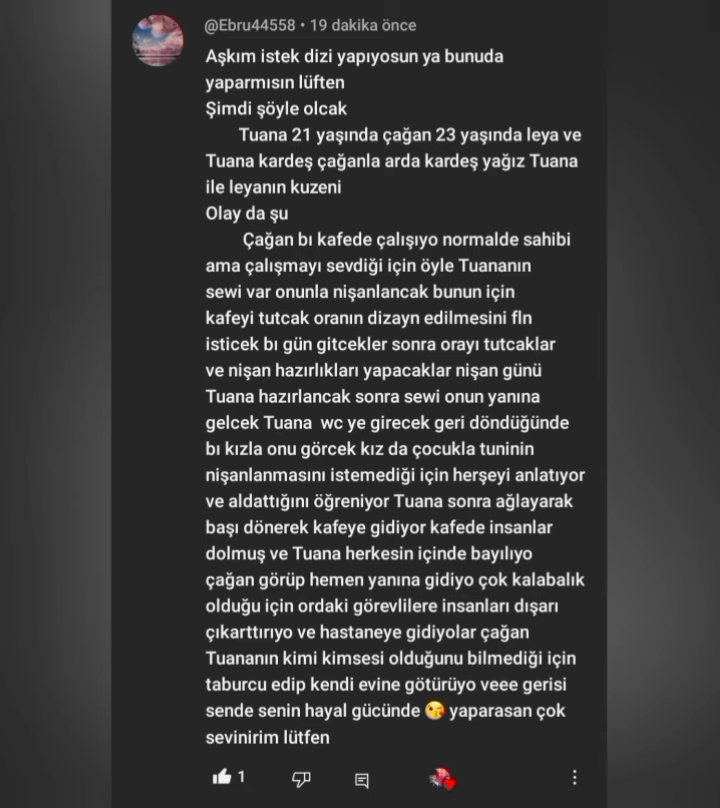 @Ebru44558 • 19 dakika önce
Aşkım istek dizi yapıyosun ya bunuda
yaparmısın lüften
Şimdi şöyle olcak
Tuana 21 yaşında çağan 23 yaşında leya ve
Tuana kardeş çağanla arda kardeş yağız Tuana
ile leyanın kuzeni
Olay da şu
Çağan bı kafede çalışıyo normalde sahibi
ama çalışmayı sevdiği için öyle Tuananın
sewi var onunla nişanlancak bunun için
kafeyi tutcak oranın dizayn edilmesini fln
isticek bı gün gitcekler sonra orayı tutcaklar
ve nişan hazırlıkları yapacaklar nişan günü
Tuana hazırlancak sonra sewi onun yanına
gelcek Tuana wc ye girecek geri döndüğünde
bı kızla onu görcek kız da çocukla tuninin
nişanlanmasını istemediği için herşeyi anlatıyor
ve aldattığını öğreniyor Tuana sonra ağlayarak
başı dönerek kafeye gidiyor kafede insanlar
dolmuş ve Tuana herkesin içinde bayılıyo
çağan görüp hemen yanına gidiyo çok kalabalık
olduğu için ordaki görevlilere insanları dışarı
çıkarttırıyo ve hastaneye gidiyolar çağan
Tuananın kimi kimsesi olduğunu bilmediği için
taburcu edip kendi evine götürüyo veee gerisi
sende senin hayal gücünde 😘 yaparasan çok
sevinirim lütfen
1